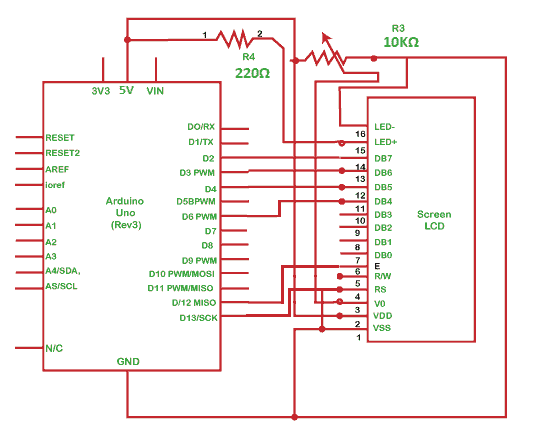 R3
10KΩ
1
2
R4
220Ω
3V3
5V
VIN
RESET
RESET2
AREF
ioref
A0
A1
A2
A3
A4/SDA,
AS/SCL
N/C
Arduino
Uno
(Rev3)
DO/RX
D1/TX
D2
D3 PWM
D4
D5BPWM
D6 PWM
D7
D8
D9 PWM
D10 PWM/MOSI
D11 PWM/MISO
D/12 MISO
D13/SCK
GND
16
15
14
13
12
11
10
9
8
7
6
5
4
3
2
1
LED-
LED+
DB7
DB6
DB5
DB4
DB3
DB2
DB1
DB0
E
R/W
RS
V0
VDD
VSS
Screen
LCD